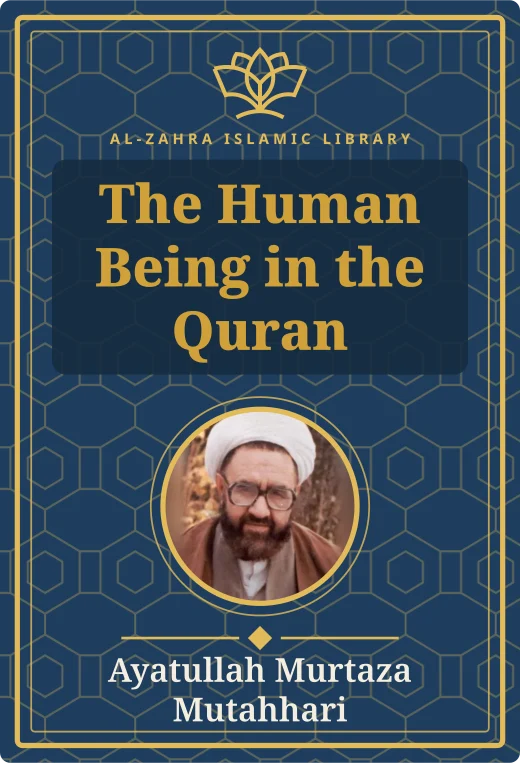 AL-ZAHRA ISLAMIC LIBRARY
The Human
Being in the
Quran
Ayatullah Murtaza
Mutahhari